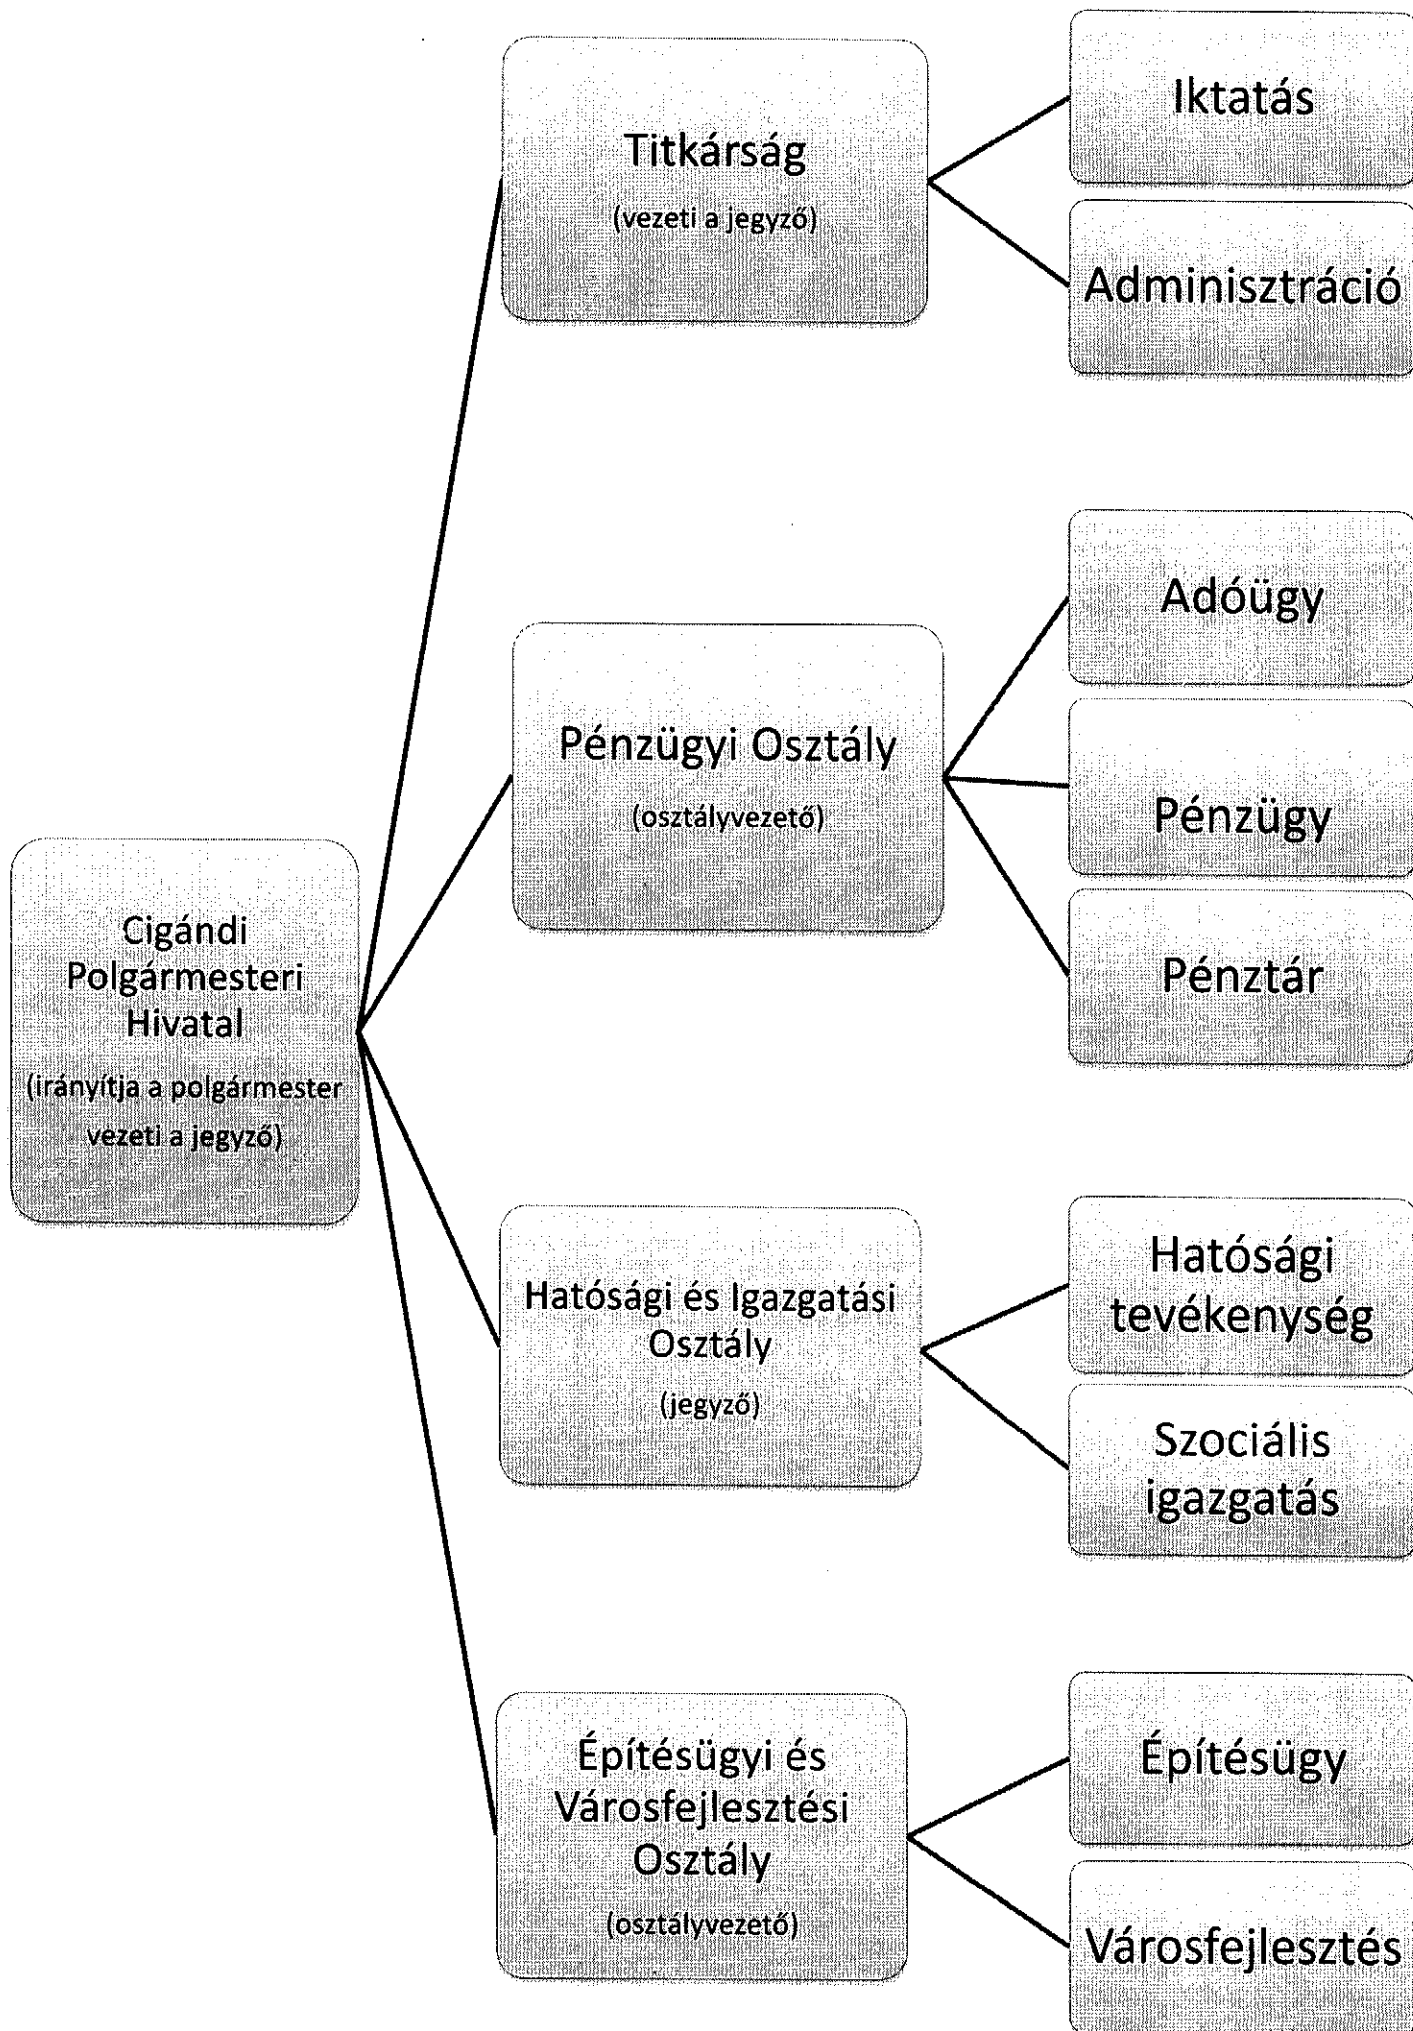 Cigándi
Polgármesteri
Hivatal
(irányítja a polgármester
vezeti a jegyző)
Titkárság
(vezeti a jegyző)
Iktatás
Adminisztráció
Pénzügyi Osztály
(osztályvezető)
Adóügy
Pénzügy
Pénztár
Hatósági és Igazgatási
Osztály
(jegyző)
Hatósági
tevékenység
Szociális
igazgatás
Építésügyi és
Városfejlesztési
Osztály
(osztályvezető)
Építésügy
Városfejlesztés